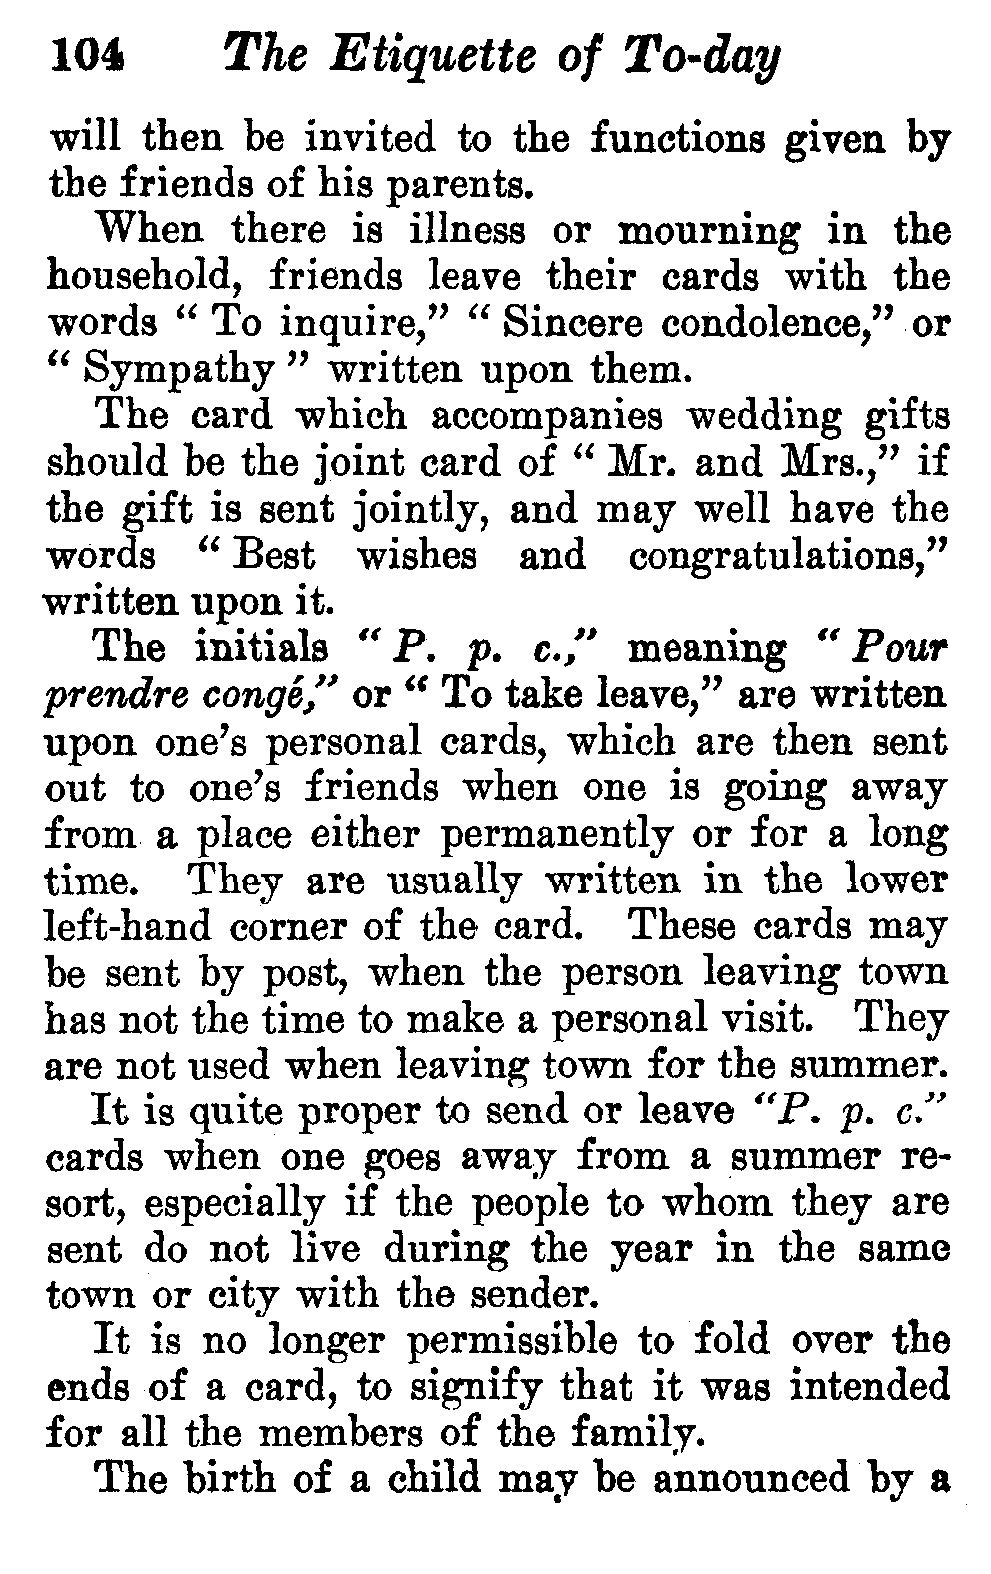 104 The Etiquette of To-day
will then be invited to the functions given by
the friends of his parents.
When there is illness or mourning in the
household, friends leave their cards with the
words “ To inquire,” “ Sincere condolence,” or
“ Sympathy ” written upon them.
The card which accompanies wedding gifts
should be the joint card of “ Mr. and Mrs.,” if
the gift is sent jointly, and may well have the
words “ Best wishes and congratulations,”
written upon it.
The initials “ P. p. c.,” meaning “ Pour
prendre congé,” or “ To take leave,” are written
upon one’s personal cards, which are then sent
out to one’s friends when one is going away
from a place either permanently or for a long
time. They are usually written in the lower
left-hand corner of the card. These cards may
be sent by post, when the person leaving town
has not the time to make a personal visit. They
are not used when leaving town for the summer.
It is quite proper to send or leave “P. p. c.”
cards when one goes away from a summer re-
sort, especially if the people to whom they are
sent do not live during the year in the same
town or city with the sender.
It is no longer permissible to fold over the
ends of a card, to signify that it was intended
for all the members of the family.
The birth of a child may be announced by a